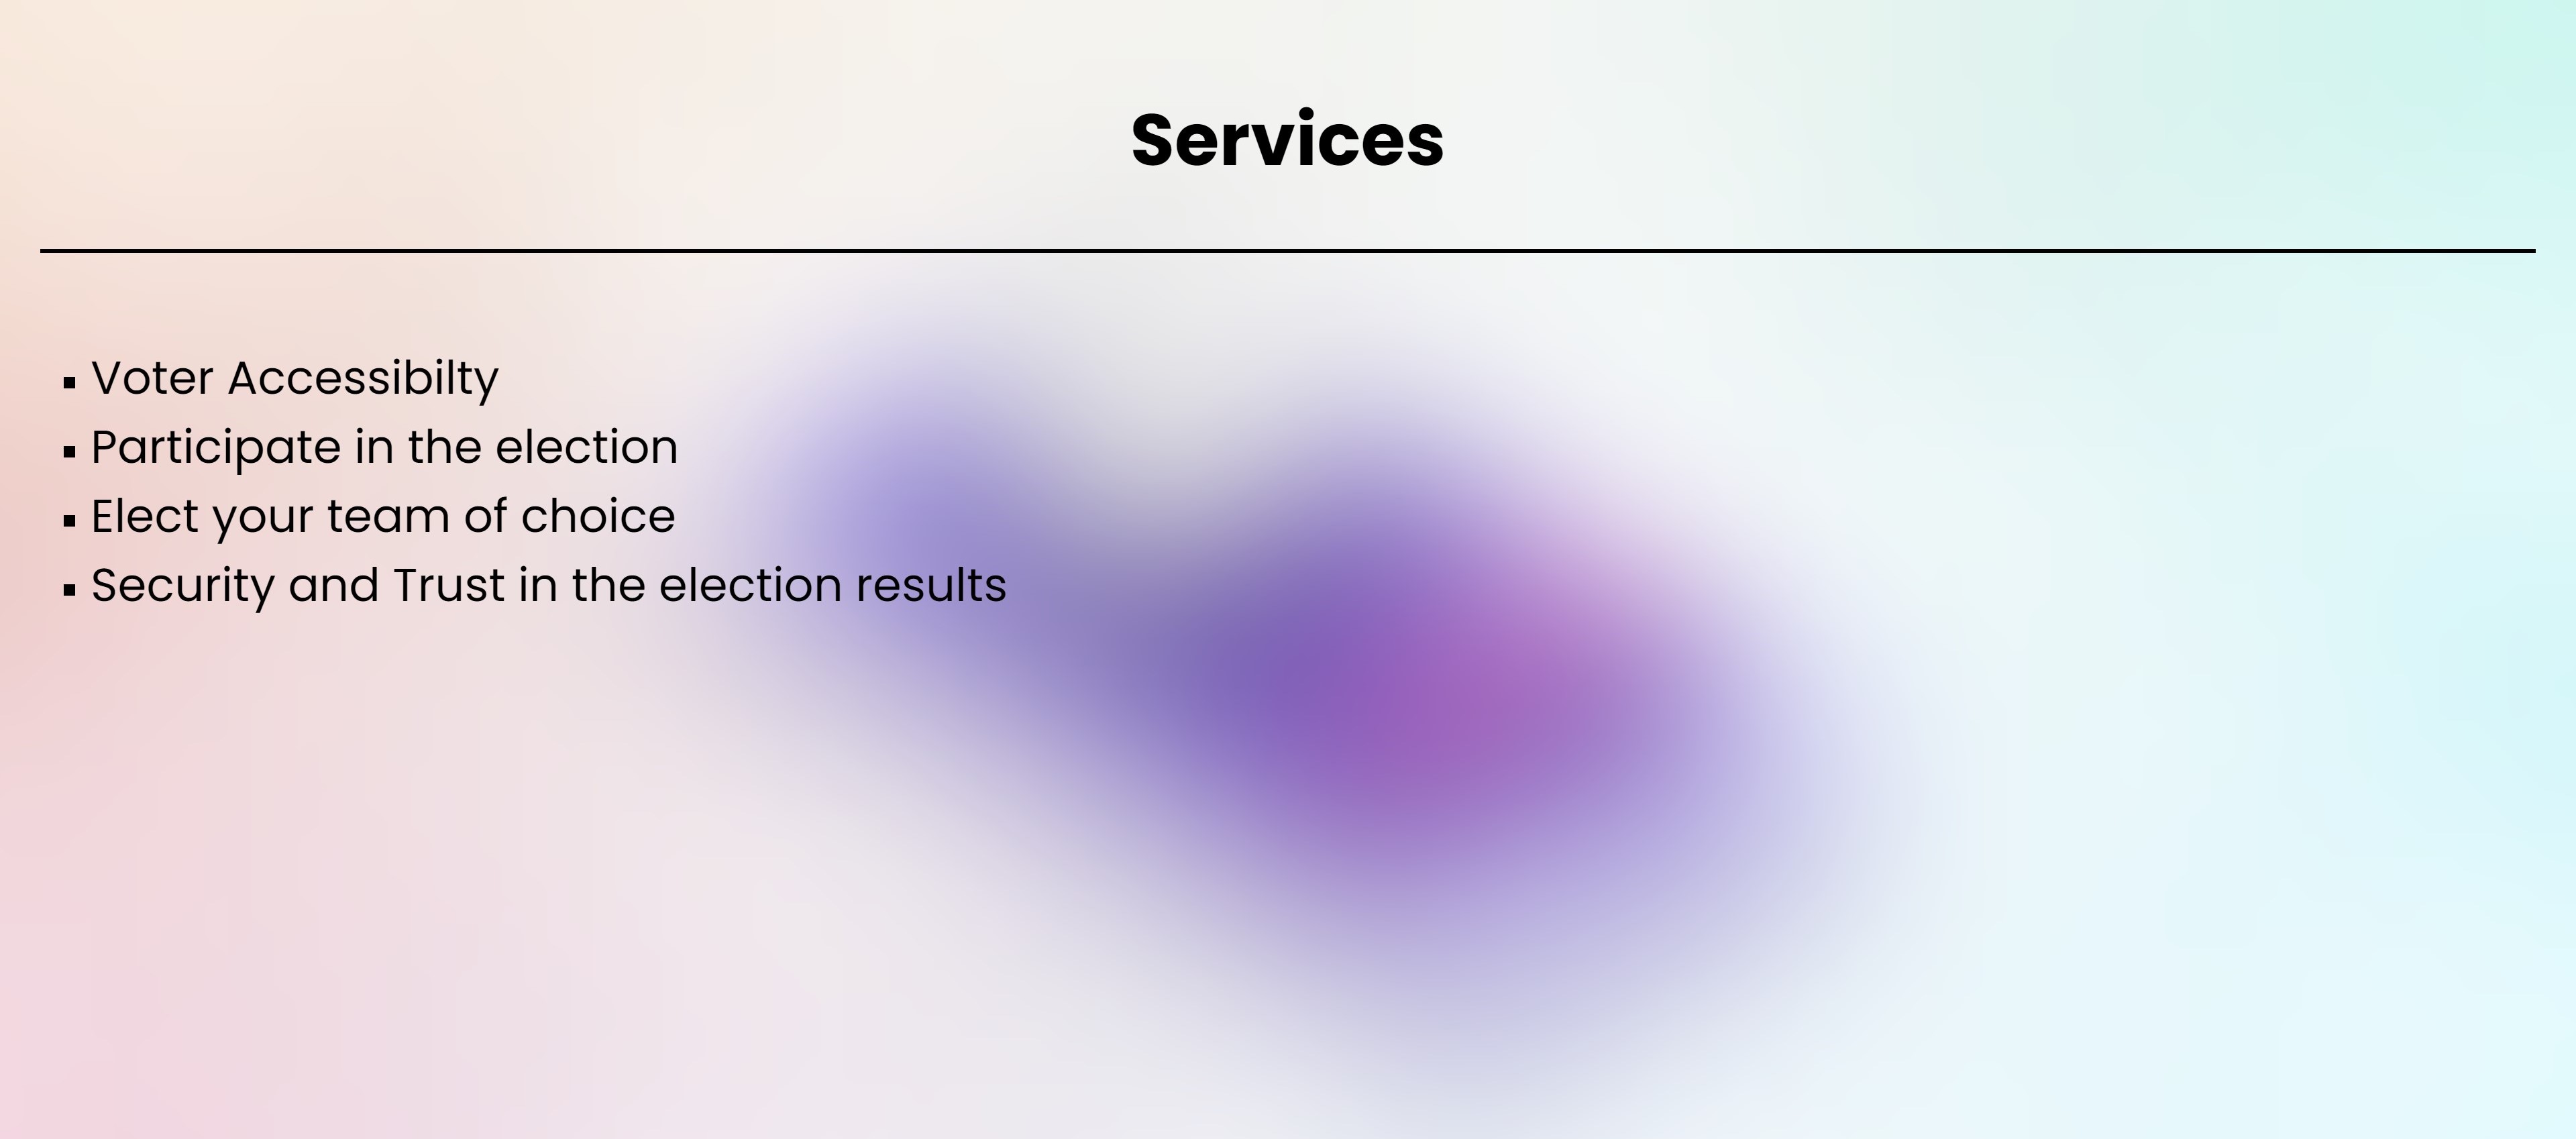 Services
▪ Voter Accessibilty
▪ Participate in the election
▪ Elect your team of choice
▪ Security and Trust in the election results